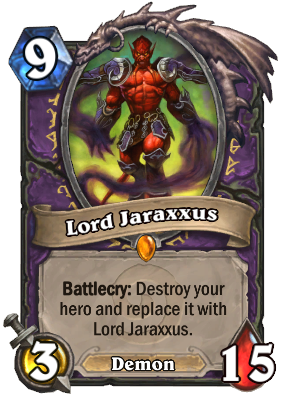 9
Lord Jaraxxus
Battlecry: Destroy your
hero and replace it with
Lord Jaraxxus.
3
Demon
15